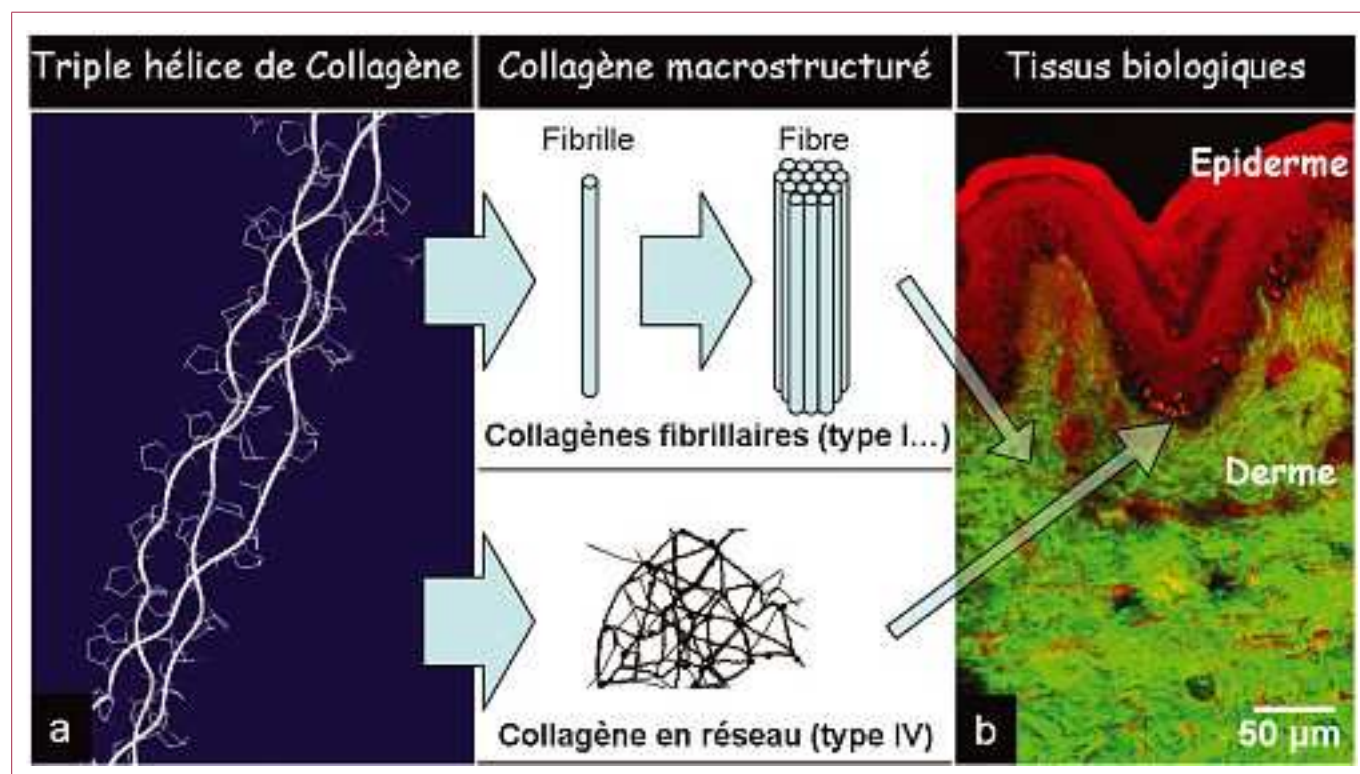 Triple hélice de Collagène
Collagène macrostructuré
Tissus biologiques
Fibrille
Fibre
Collagènes fibrillaires (type I...)
Collagène en réseau (type IV)
Epiderme
Derme
50 µm
a
b